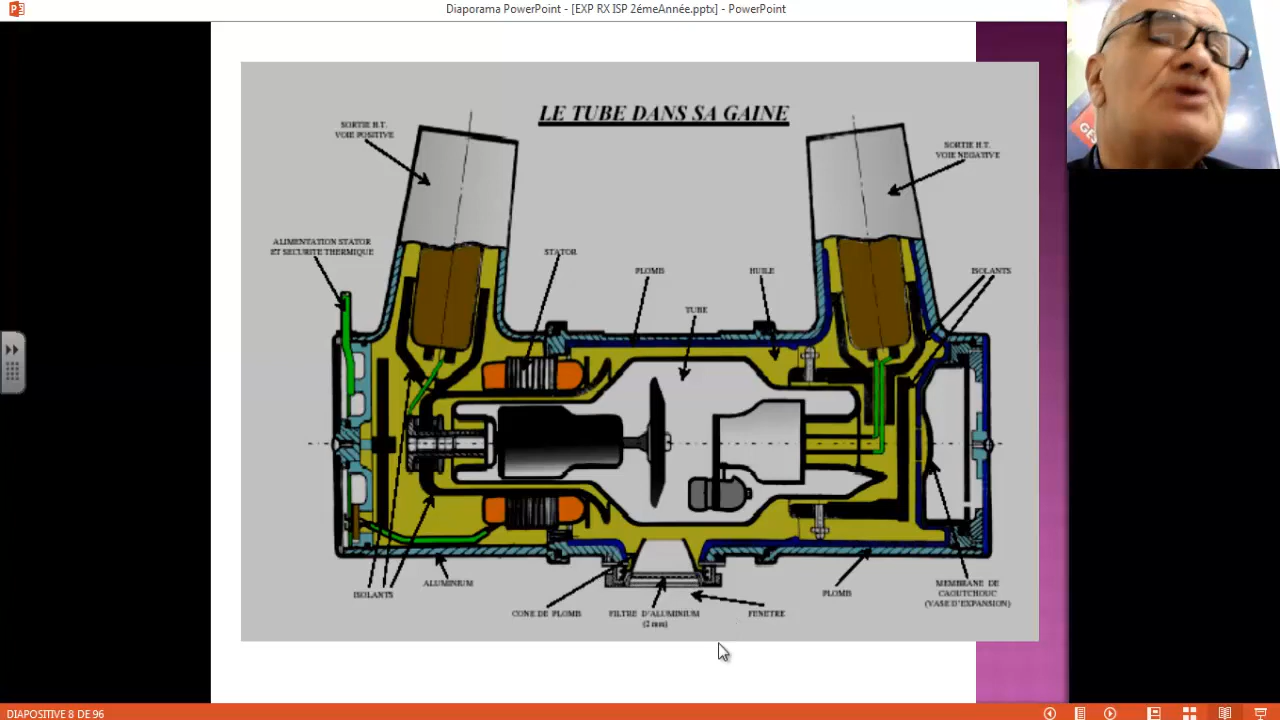 Diaporama PowerPoint - [EXP RX ISP 2émeAnnée.pptx] - PowerPoint
LE TUBE DANS SA GAINE
SORTIE H.T.
VOIE POSITIVE
SORTIE H.T.
VOIE NEGATIVE
ALIMENTATION STATOR
ET SECURITE THERMIQUE
STATOR
PLOMB
HUILE
ISOLANTS
TUBE
ISOLANTS
ALUMINIUM
CONE DE PLOMB
FILTRE D'ALUMINIUM
(2 mm)
FENETRE
PLOMB
MEMBRANE DE
CAOUTCHOUC
(VASE D'EXPANSION)
DIAPOSITIVE 8 DE 96